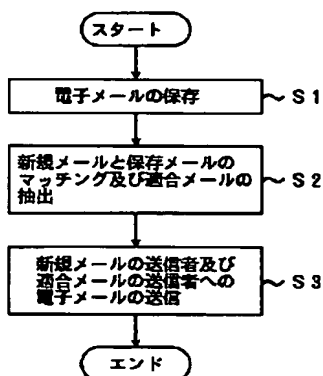 スタート
電子メールの保存
～S1
新規メールと保存メールの
マッチング及び適合メールの
抽出
～S2
新規メールの送信者及び
適合メールの送信者への
電子メールの送信
～S3
エンド